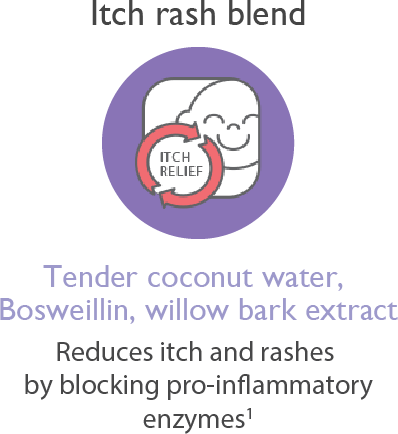 Itch rash blend
ITCH
RELIEF
Tender coconut water,
Bosweillin, willow bark extract
Reduces itch and rashes
by blocking pro-inflammatory
enzymes¹